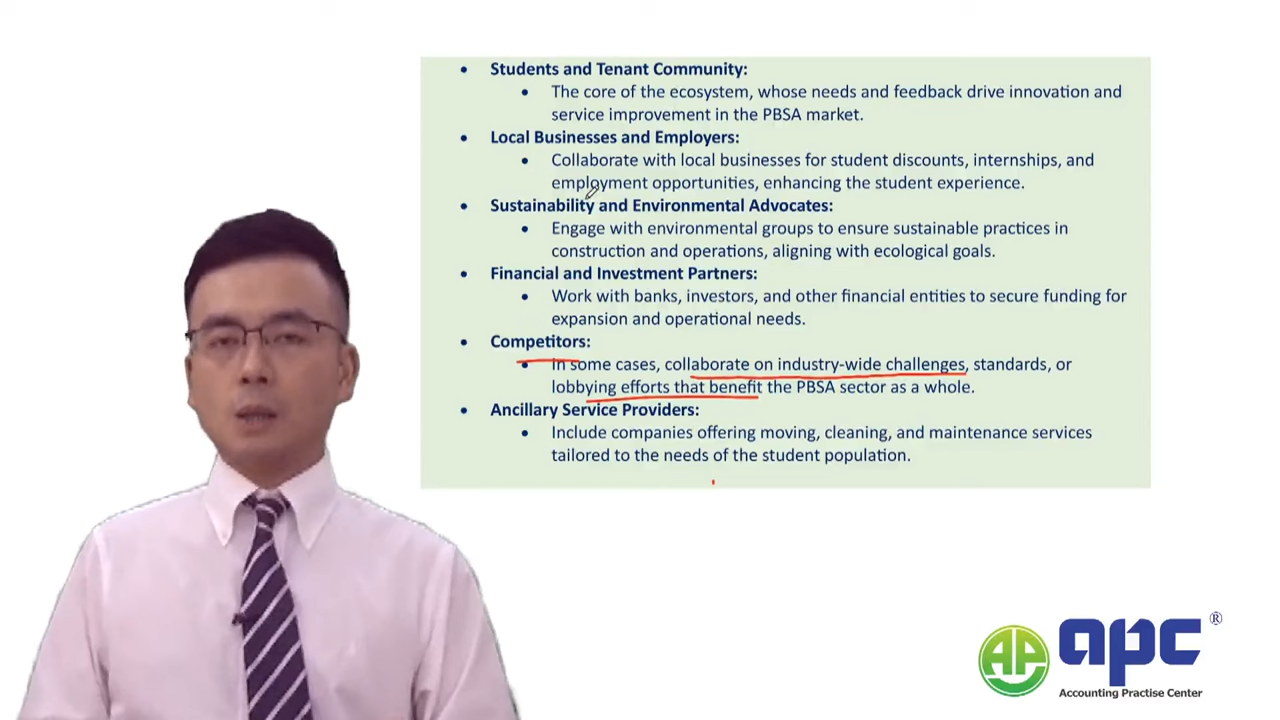 • Students and Tenant Community:
• The core of the ecosystem, whose needs and feedback drive innovation and
service improvement in the PBSA market.
• Local Businesses and Employers:
• Collaborate with local businesses for student discounts, internships, and
employment opportunities, enhancing the student experience.
• Sustainability and Environmental Advocates:
• Engage with environmental groups to ensure sustainable practices in
construction and operations, aligning with ecological goals.
• Financial and Investment Partners:
• Work with banks, investors, and other financial entities to secure funding for
expansion and operational needs.
• Competitors:
• In some cases, collaborate on industry-wide challenges, standards, or
lobbying efforts that benefit the PBSA sector as a whole.
• Ancillary Service Providers:
• Include companies offering moving, cleaning, and maintenance services
tailored to the needs of the student population.
AP apc®
Accounting Practise Center